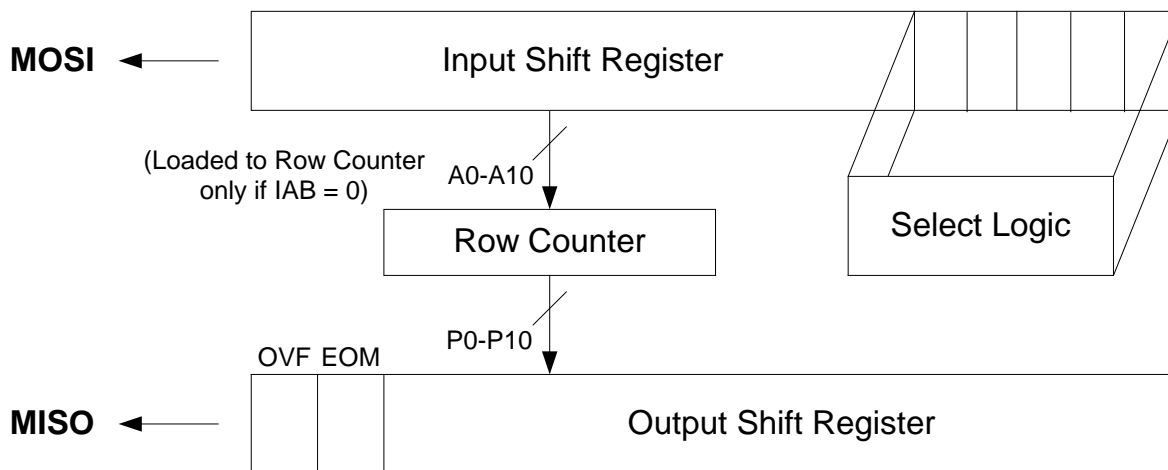 MOSI
Input Shift Register
(Loaded to Row Counter
only if IAB = 0)
A0-A10
Row Counter
Select Logic
P0-P10
OVF EOM
MISO
Output Shift Register